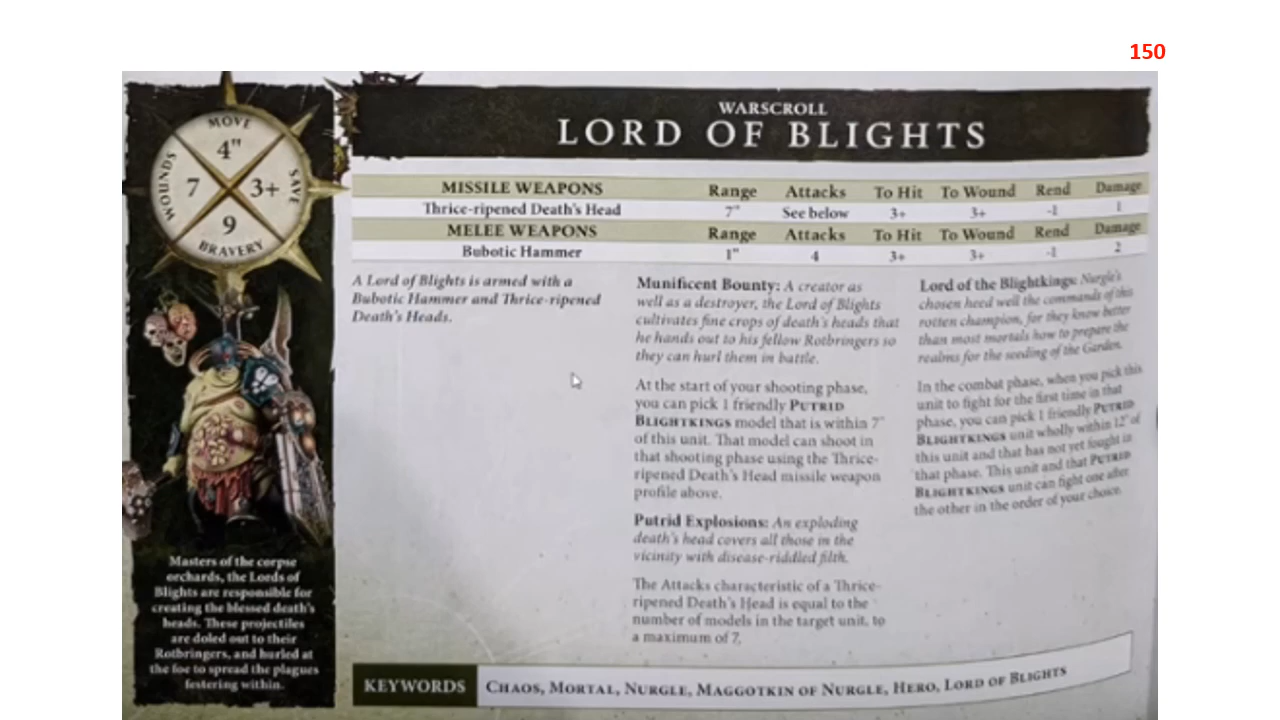 150
WARSCROLL
LORD OF BLIGHTS
MOVE
4"
WOUNDS
7
3+
SAVE
9
BRAVERY
MISSILE WEAPONS Range Attacks To Hit To Wound Rend Damage
Thrice-ripened Death's Head 7" See below 3+ 3+ -1 1
MELEE WEAPONS Range Attacks To Hit To Wound Rend Damage
Bubotic Hammer 1" 4 3+ 3+ -1 2
A Lord of Blights is armed with a
Bubotic Hammer and Thrice-ripened
Death's Heads.
Munificent Bounty: A creator as
well as a destroyer, the Lord of Blights
cultivates fine crops of death's heads that
he hands out to his fellow Rotbringers so
they can hurl them in battle.
At the start of your shooting phase,
you can pick 1 friendly PUTRID
BLIGHTKINGS model that is within 7"
of this unit. That model can shoot in
that shooting phase using the Thrice-
ripened Death's Head missile weapon
profile above.
Putrid Explosions: An exploding
death's head covers all those in the
vicinity with disease-riddled filth.
The Attacks characteristic of a Thrice-
ripened Death's Head is equal to the
number of models in the target unit, to
a maximum of 7.
Lord of the Blightkings: Nurgle's
chosen heed well the commands of this
rotten champion, for they know better
than most mortals how to prepare the
realms for the seeding of the Garden.
In the combat phase, when you pick this
unit to fight for the first time in that
phase, you can pick 1 friendly PUTRID
BLIGHTKINGS unit wholly within 12" of
this unit and that has not yet fought in
that phase. This unit and that PUTRID
BLIGHTKINGS unit can fight one after
the other in the order of your choice.
Masters of the corpse
orchards, the Lords of
Blights are responsible for
creating the blessed death's
heads. These projectiles
are doled out to their
Rotbringers, and hurled at
the foe to spread the plagues
festering within.
KEYWORDS CHAOS, MORTAL, NURGLE, MAGGOTKIN OF NURGLE, HERO, LORD OF BLIGHTS